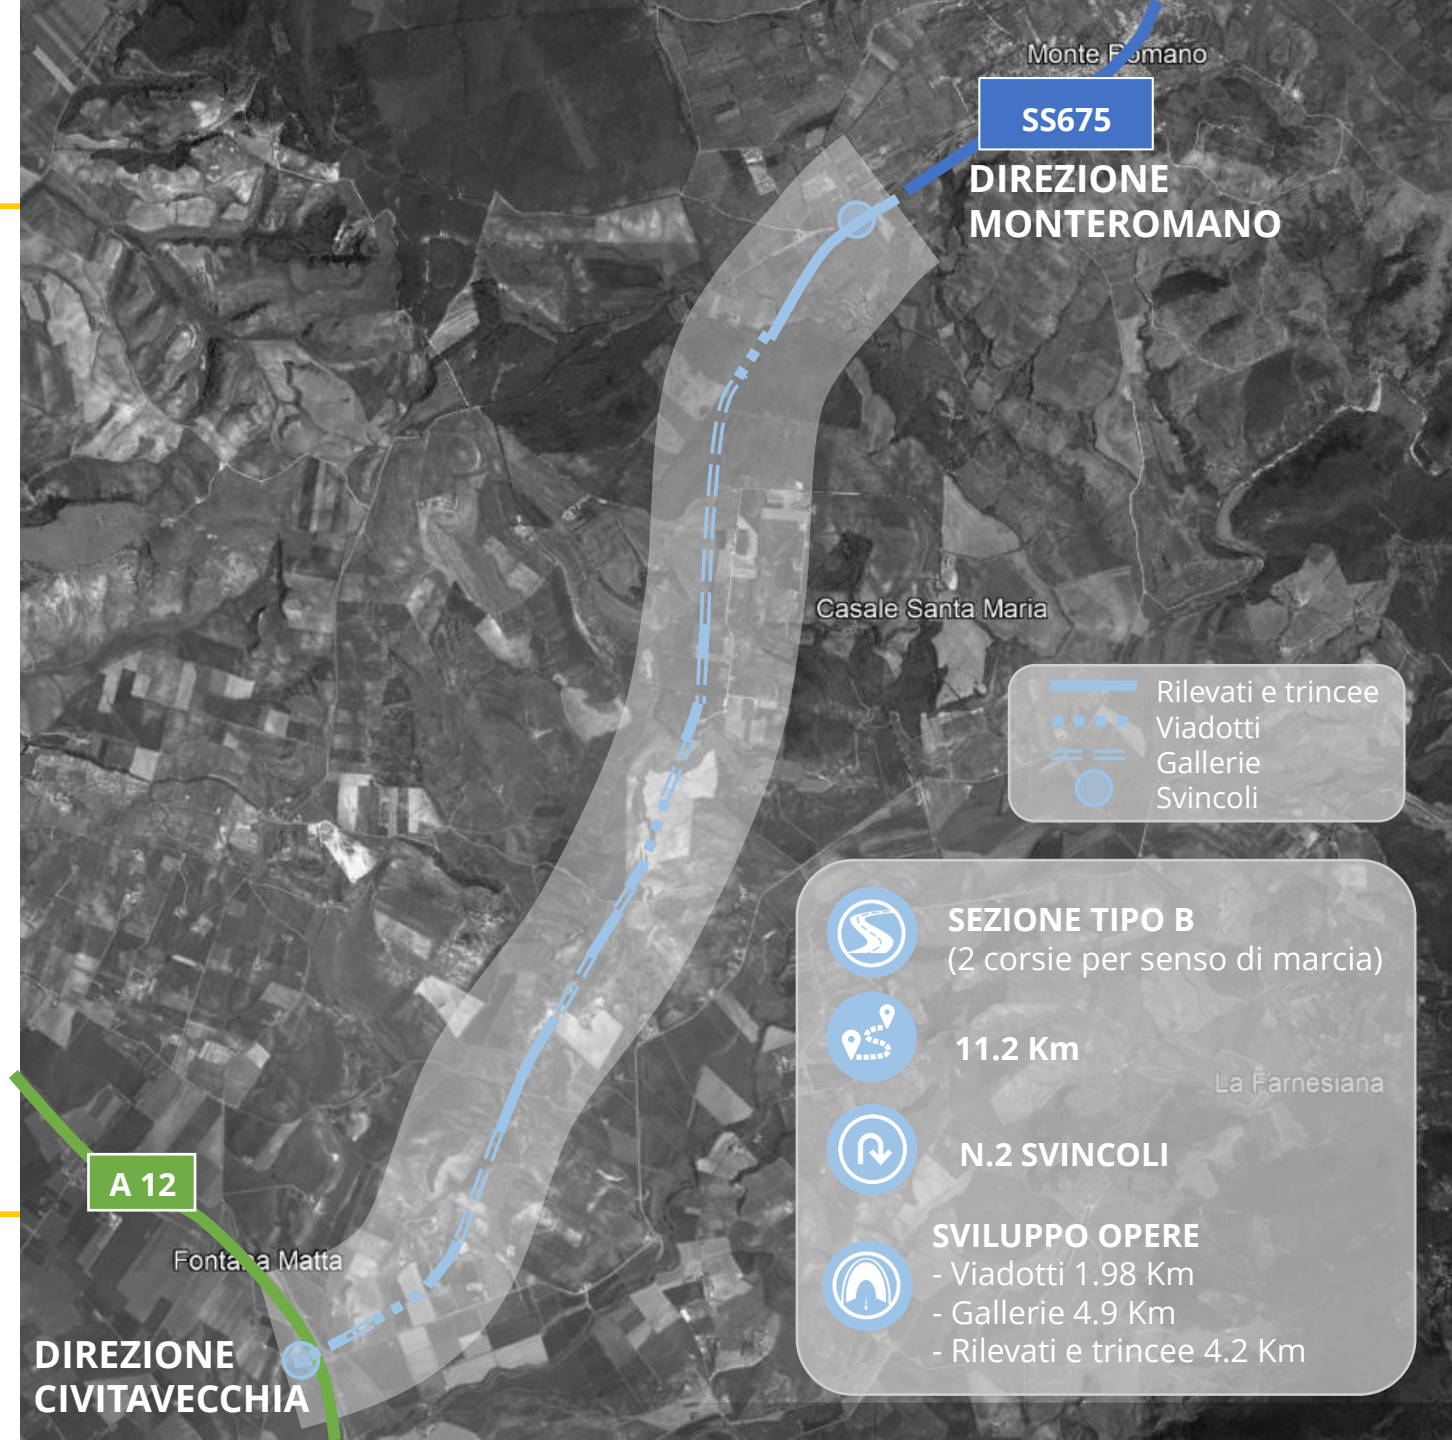 Monte Romano
SS675
DIREZIONE
MONTEROMANO
Casale Santa Maria
Rilevati e trincee
Viadotti
Gallerie
Svincoli
SEZIONE TIPO B
(2 corsie per senso di marcia)
11.2 Km
La Farnesiana
N.2 SVINCOLI
SVILUPPO OPERE
- Viadotti 1.98 Km
- Gallerie 4.9 Km
- Rilevati e trincee 4.2 Km
A 12
Fontana Matta
DIREZIONE
CIVITAVECCHIA